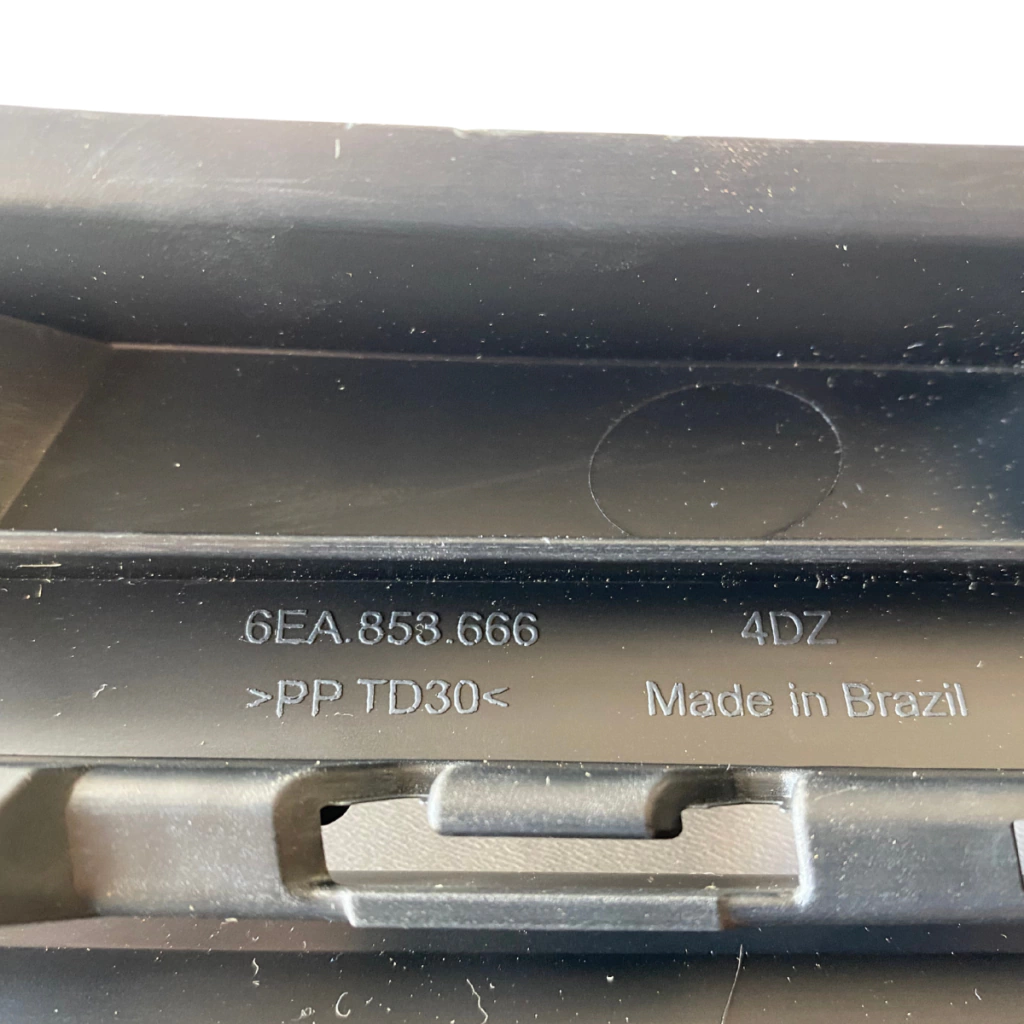 6EA.853.666 4DZ
>PP TD30< Made in Brazil